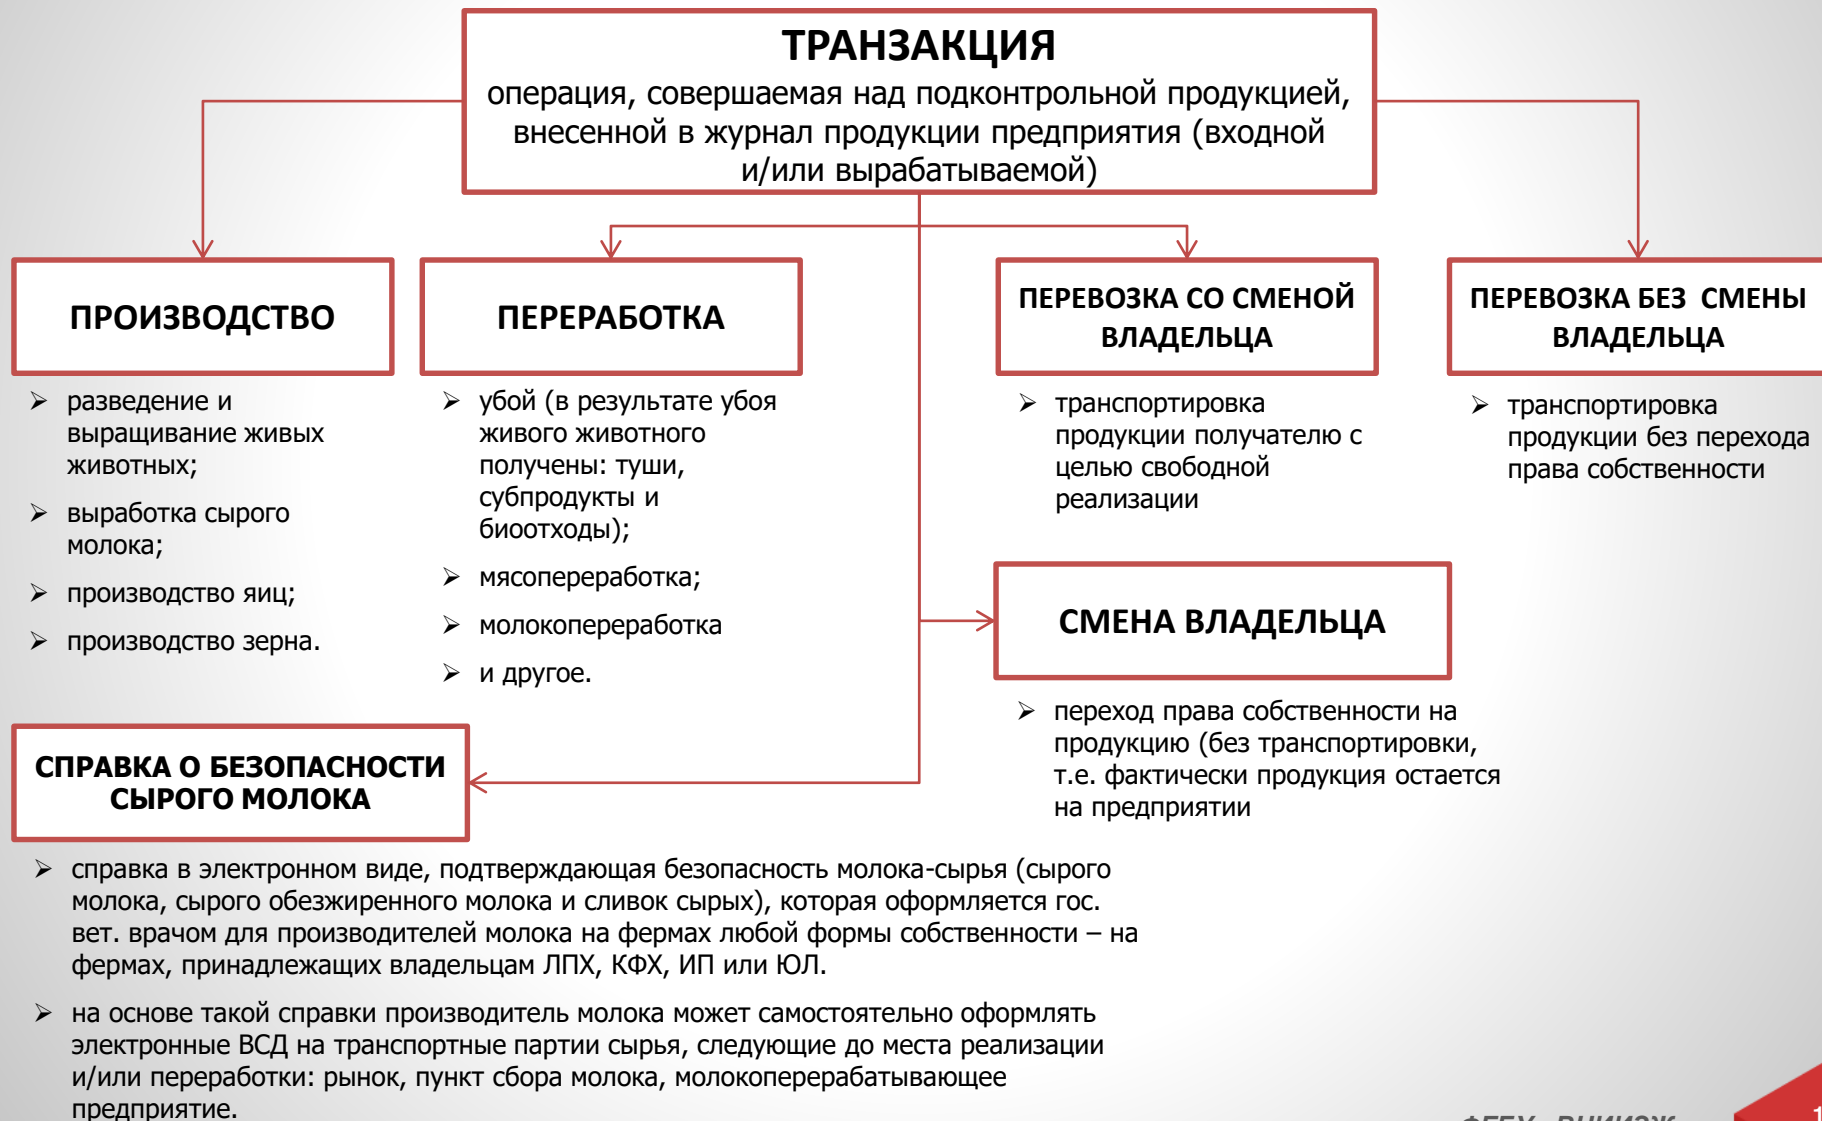 ТРАНЗАКЦИЯ
операция, совершаемая над подконтрольной продукцией,
внесенной в журнал продукции предприятия (входной
и/или вырабатываемой)
ПРОИЗВОДСТВО
➢ разведение и
выращивание живых
животных;
➢ выработка сырого
молока;
➢ производство яиц;
➢ производство зерна.
ПЕРЕРАБОТКА
➢ убой (в результате убоя
живого животного
получены: туши,
субпродукты и
биоотходы);
➢ мясопереработка;
➢ молокопереработка
➢ и другое.
ПЕРЕВОЗКА СО СМЕНОЙ
ВЛАДЕЛЬЦА
➢ транспортировка
продукции получателю с
целью свободной
реализации
ПЕРЕВОЗКА БЕЗ СМЕНЫ
ВЛАДЕЛЬЦА
➢ транспортировка
продукции без перехода
права собственности
СМЕНА ВЛАДЕЛЬЦА
➢ переход права собственности на
продукцию (без транспортировки,
т.е. фактически продукция остается
на предприятии
СПРАВКА О БЕЗОПАСНОСТИ
СЫРОГО МОЛОКА
➢ справка в электронном виде, подтверждающая безопасность молока-сырья (сырого
молока, сырого обезжиренного молока и сливок сырых), которая оформляется гос.
вет. врачом для производителей молока на фермах любой формы собственности – на
фермах, принадлежащих владельцам ЛПХ, КФХ, ИП или ЮЛ.
➢ на основе такой справки производитель молока может самостоятельно оформлять
электронные ВСД на транспортные партии сырья, следующие до места реализации
и/или переработки: рынок, пункт сбора молока, молокоперерабатывающее
предприятие.